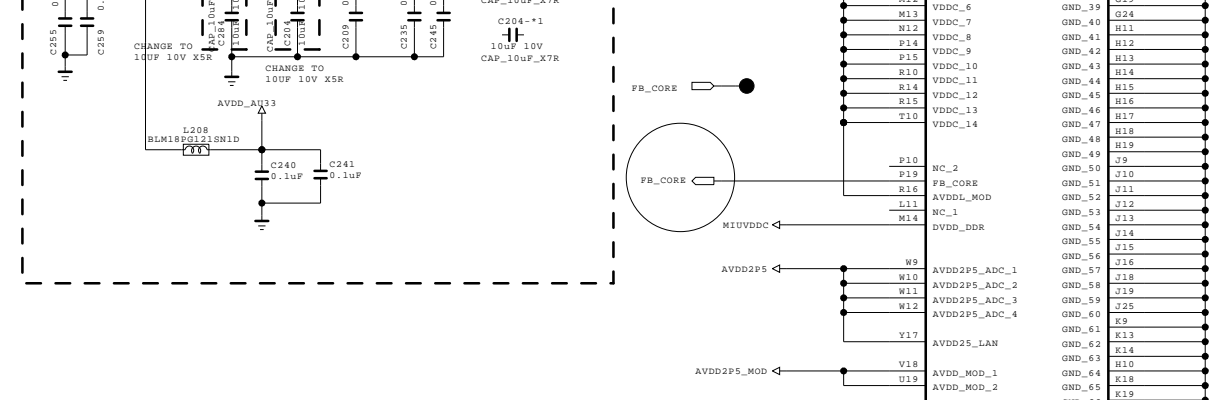 C255
C259
CHANGE TO
10UF 10V X5R
C284
10uF
C204
C209
C235
C245
CHANGE TO
10UF 10V X5R
C204-*1
10uF 10V
CAP_10uF_X7R
AVDD_AU33
L208
BLM18PG121SN1D
C240
0.1uF
C241
0.1uF
FB_CORE
FB_CORE
MIUVDDC
AVDD2P5
AVDD2P5_MOD
VDDC_6
M13
VDDC_7
N12
VDDC_8
P14
VDDC_9
P15
VDDC_10
R10
VDDC_11
R14
VDDC_12
R15
VDDC_13
T10
VDDC_14
P10
NC_2
P19
FB_CORE
R16
AVDDL_MOD
L11
NC_1
M14
DVDD_DDR
W9
AVDD2P5_ADC_1
W10
AVDD2P5_ADC_2
W11
AVDD2P5_ADC_3
W12
AVDD2P5_ADC_4
Y17
AVDD25_LAN
V18
AVDD_MOD_1
U19
AVDD_MOD_2
GND_39
G24
GND_40
H11
GND_41
H12
GND_42
H13
GND_43
H14
GND_44
H15
GND_45
H16
GND_46
H17
GND_47
H18
GND_48
H19
GND_49
J9
GND_50
J10
GND_51
J11
GND_52
J12
GND_53
J13
GND_54
J14
GND_55
J15
GND_56
J16
GND_57
J18
GND_58
J19
GND_59
J25
GND_60
K9
GND_61
K13
GND_62
K14
GND_63
H10
GND_64
K18
GND_65
K19